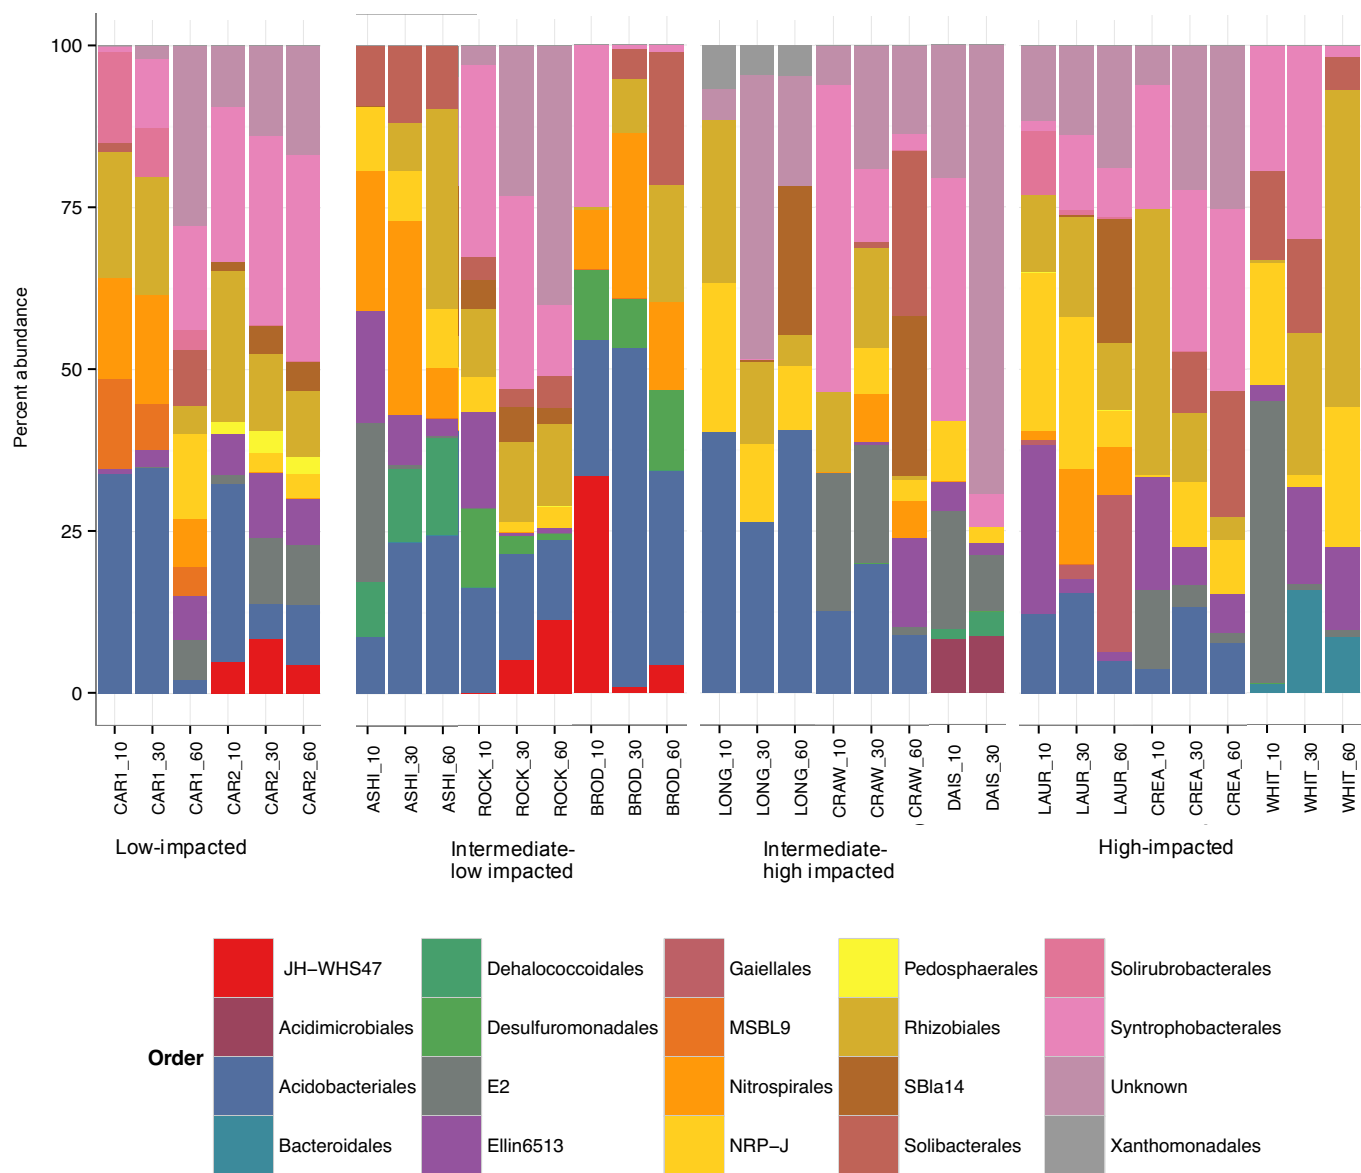 100
75
50
25
0
Percent abundance
CAR1_10
CAR1_30
CAR1_60
CAR2_10
CAR2_30
CAR2_60
ASHI_10
ASHI_30
ASHI_60
ROCK_10
ROCK_30
ROCK_60
BROD_10
BROD_30
BROD_60
LONG_10
LONG_30
LONG_60
CRAW_10
CRAW_30
CRAW_60
DAIS_10
DAIS_30
LAUR_10
LAUR_30
LAUR_60
CREA_10
CREA_30
CREA_60
WHIT_10
WHIT_30
WHIT_60
Low-impacted
Intermediate-
low impacted
Intermediate-
high impacted
High-impacted
Order
JH−WHS47
Acidimicrobiales
Acidobacteriales
Bacteroidales
Dehalococcoidales
Desulfuromonadales
E2
Ellin6513
Gaiellales
MSBL9
Nitrospirales
NRP−J
Pedosphaerales
Rhizobiales
SBla14
Solibacterales
Solirubrobacterales
Syntrophobacterales
Unknown
Xanthomonadales